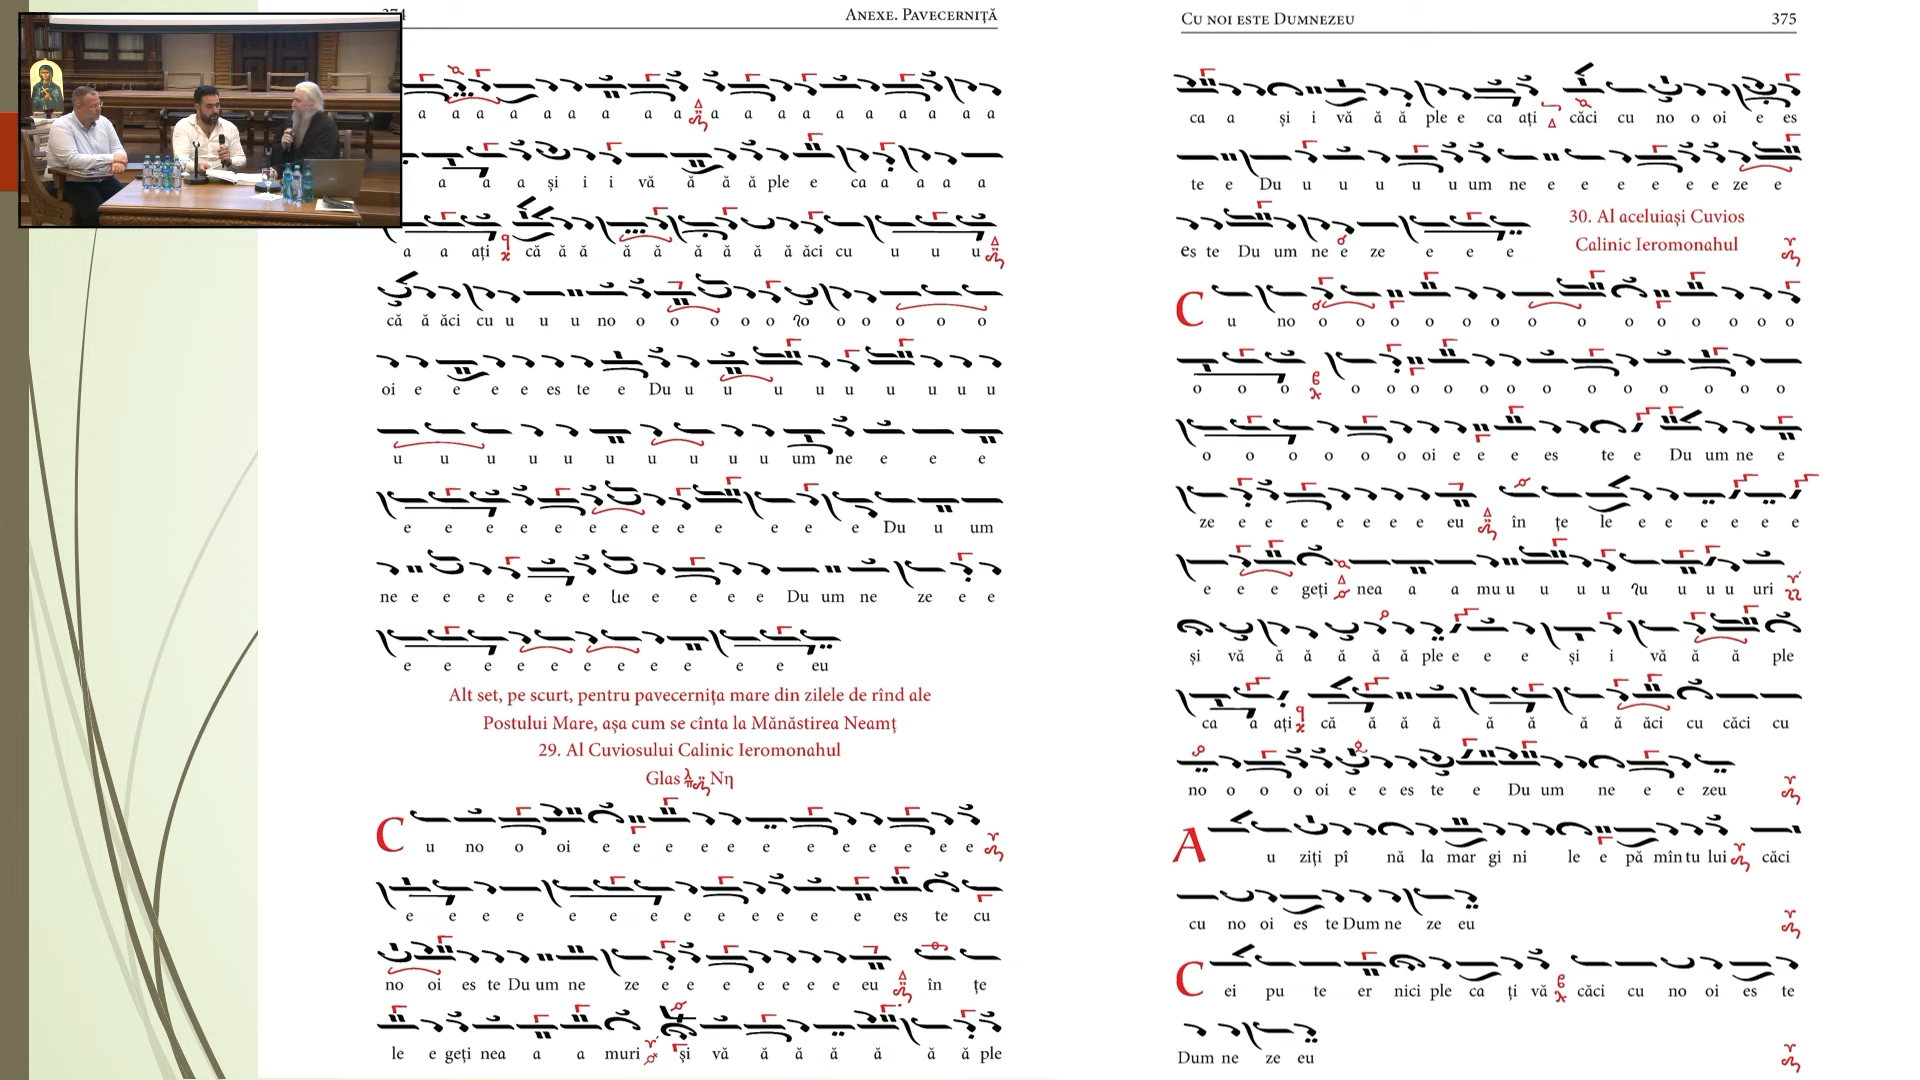 374
ANEXE. PAVECERNIȚĂ
a a a a a a a a a a a a a a a a a
a a a și i i vă ă ă ă ple e ca a a a a
a a ați că ă ă ă ă ă ă ă ă ăci cu u u u
că ă ăci cu u u u no o o o o o o o o o o o
oi e e e e es te e Du u u u u u u u u
u u u u u u u u u u um ne e e e
e e e e e e e e e e e e e Du u um
ne e e e e e e e e e e e Du um ne ze e e
e e e e e e e e e e eu
Alt set, pe scurt, pentru pavecernița mare din zilele de rînd ale
Postului Mare, așa cum se cîntă la Mănăstirea Neamț
29. Al Cuviosului Calinic Ieromonahul
Glas Νη
C u no o oi e e e e e e e e e e e e
e e e e e e e e e e e e e es te cu
no oi es te Du um ne ze e e e e e e e eu în țe
le e geți nea a a muri și vă ă ă ă ă ă ă ple
CU NOI ESTE DUMNEZEU
375
ca a și i vă ă ă ple e ca ați căci cu no o oi e es
te e Du u u u u u um ne e e e e e e ze e
es te Du um ne e ze e e e
30. Al aceluiași Cuvios
Calinic Ieromonahul
C u no o o o o o o o o o o o o o o
o o o o o o o o o o o o o o o
o o o o o o oi e e e es te e Du um ne e
ze e e e e e e e eu în țe le e e e e e e
e e e geți nea a a mu u u u u u u u u uri
și vă ă ă ă ă ă ple e e e și i vă ă ă ple
ca a ați că ă ă ă ă ă ă ă ăci cu căci cu
no o o o oi e e es te e Du um ne e e zeu
A u ziți pî nă la mar gi ni le e pă mîn tu lui căci
cu no oi es te Dum ne ze eu
C ei pu te er nici ple ca ți vă căci cu no oi es te
Dum ne ze eu